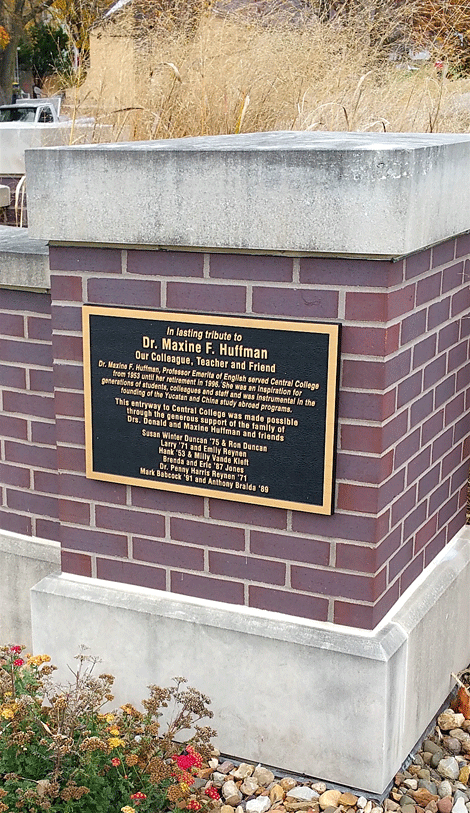 In lasting tribute to
Dr. Maxine F. Huffman
Our Colleague, Teacher and Friend
Dr. Maxine F. Huffman, Professor Emerita of English served Central College
from 1953 until her retirement in 1996. She was an inspiration for
generations of students, colleagues and staff and was instrumental in the
founding of the Yucatan and China study abroad programs.
This entryway to Central College was made possible
through the generous support of the family of
Drs. Donald and Maxine Huffman and friends
Susan Winter Duncan '75 & Ron Duncan
Larry '71 and Emily Reynen
Hank '53 & Milly Vande Kieft
Brenda and Eric '87 Jones
Dr. Penny Harris Reynen '71
Mark Babcock '91 and Anthony Braida '89